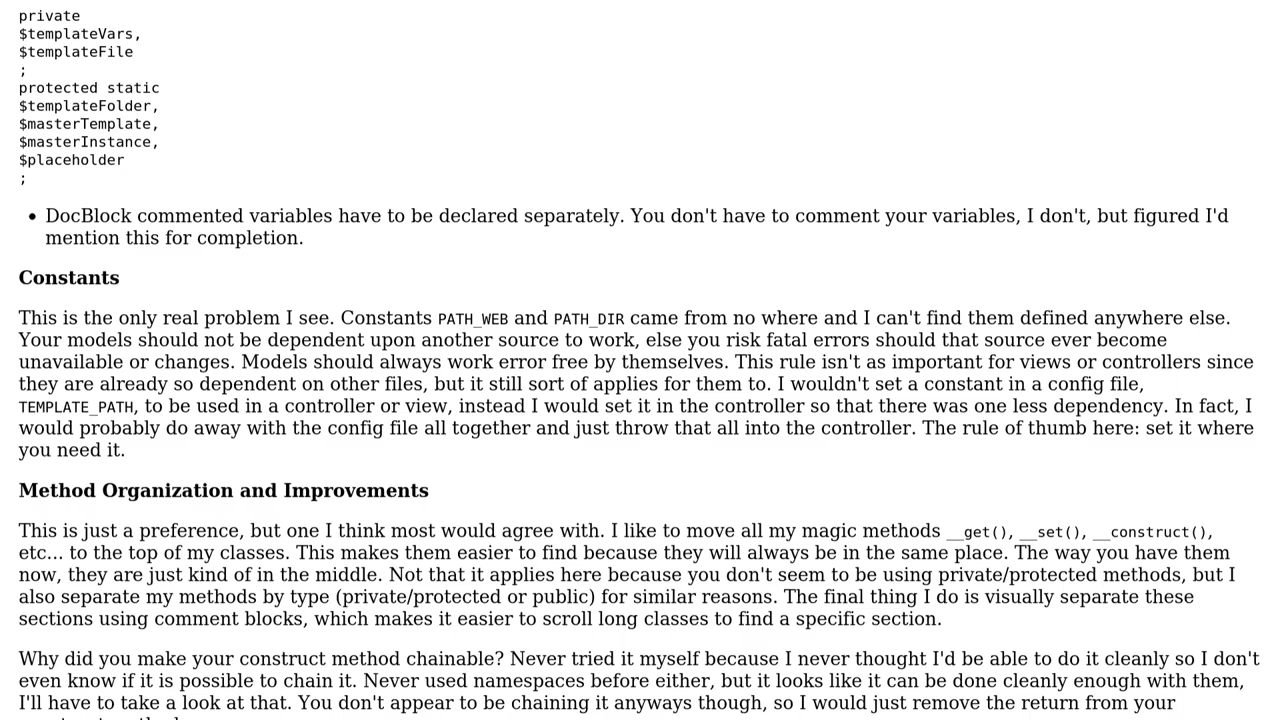 private
$templateVars,
$templateFile
;
protected static
$templateFolder,
$masterTemplate,
$masterInstance,
$placeholder
;
• DocBlock commented variables have to be declared separately. You don't have to comment your variables, I don't, but figured I'd
mention this for completion.
Constants
This is the only real problem I see. Constants PATH_WEB and PATH_DIR came from no where and I can't find them defined anywhere else.
Your models should not be dependent upon another source to work, else you risk fatal errors should that source ever become
unavailable or changes. Models should always work error free by themselves. This rule isn't as important for views or controllers since
they are already so dependent on other files, but it still sort of applies for them to. I wouldn't set a constant in a config file,
TEMPLATE_PATH, to be used in a controller or view, instead I would set it in the controller so that there was one less dependency. In fact, I
would probably do away with the config file all together and just throw that all into the controller. The rule of thumb here: set it where
you need it.
Method Organization and Improvements
This is just a preference, but one I think most would agree with. I like to move all my magic methods __get(), __set(), __construct(),
etc... to the top of my classes. This makes them easier to find because they will always be in the same place. The way you have them
now, they are just kind of in the middle. Not that it applies here because you don't seem to be using private/protected methods, but I
also separate my methods by type (private/protected or public) for similar reasons. The final thing I do is visually separate these
sections using comment blocks, which makes it easier to scroll long classes to find a specific section.
Why did you make your construct method chainable? Never tried it myself because I never thought I'd be able to do it cleanly so I don't
even know if it is possible to chain it. Never used namespaces before either, but it looks like it can be done cleanly enough with them,
I'll have to take a look at that. You don't appear to be chaining it anyways though, so I would just remove the return from your